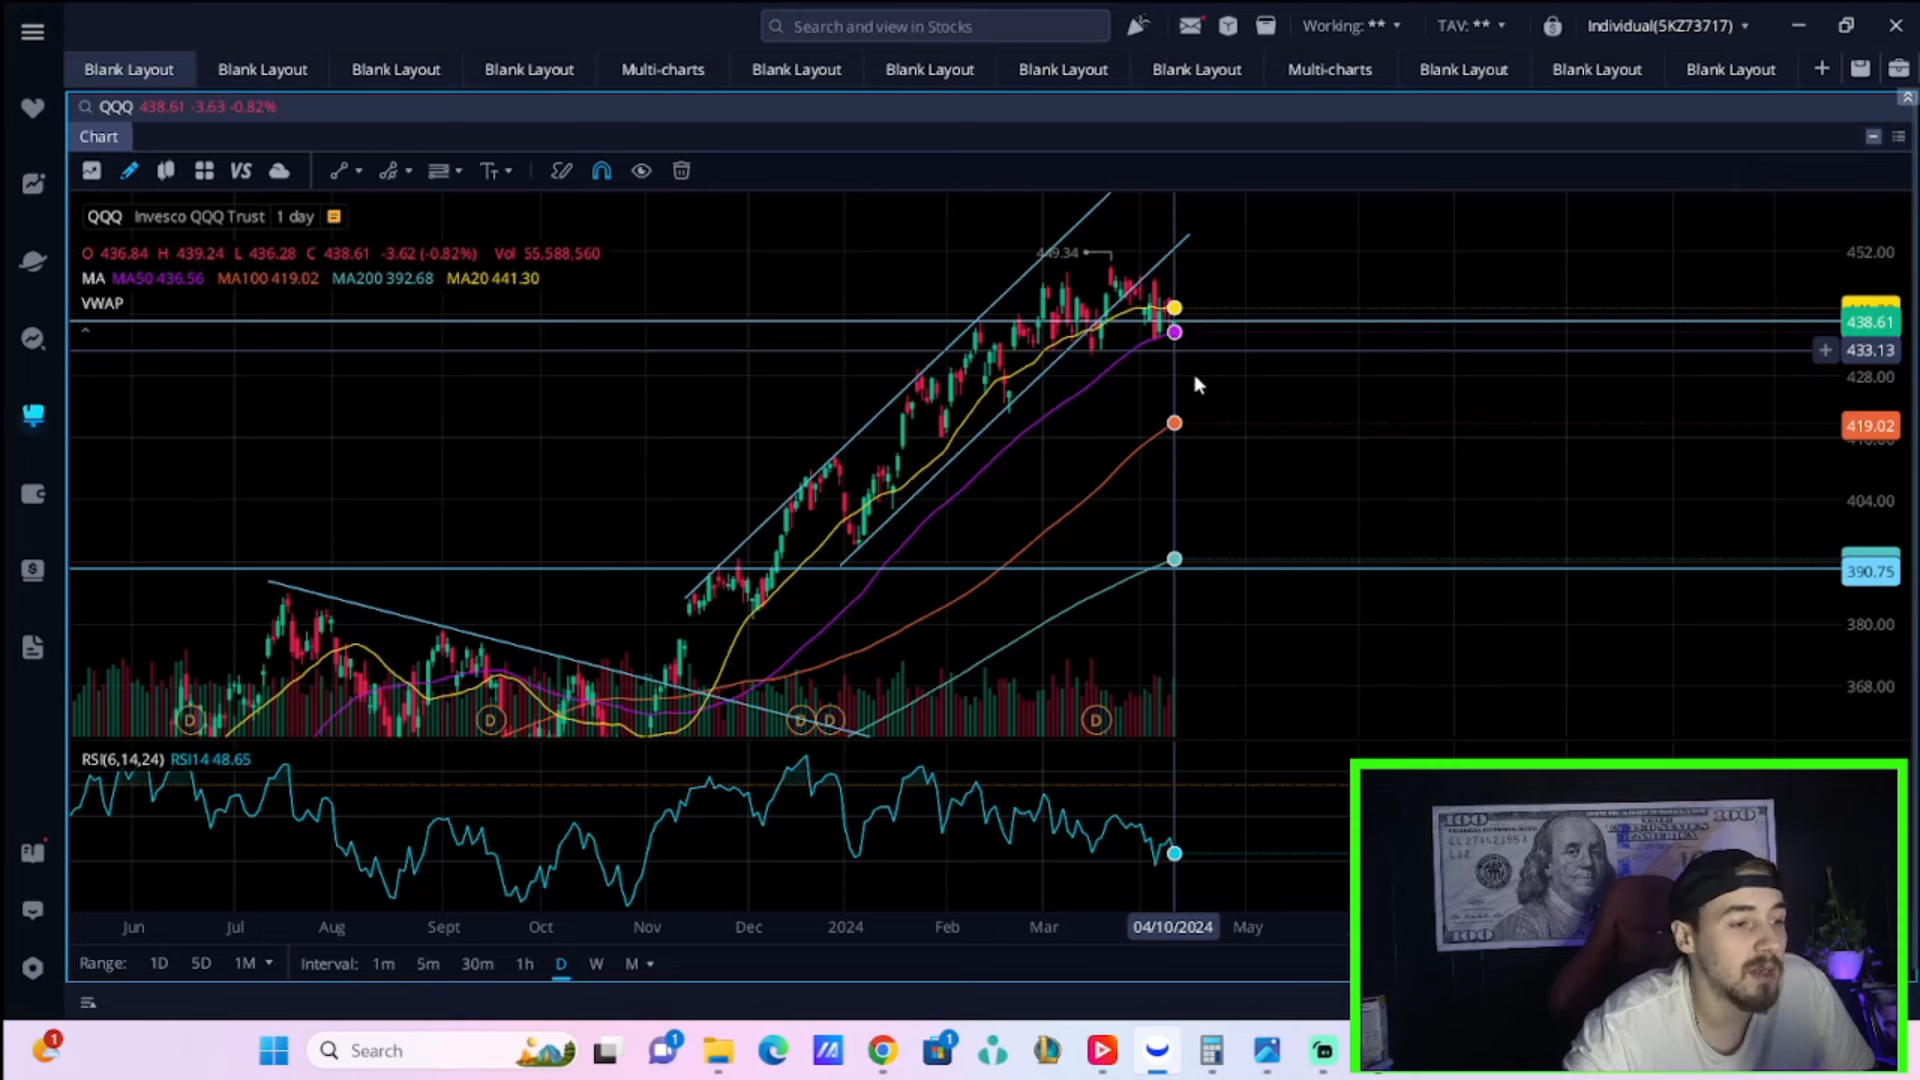 Search and view in Stocks
Working: **
TAV: **
Individual(5KZ73717)
Blank Layout
Blank Layout
Blank Layout
Blank Layout
Multi-charts
Blank Layout
Blank Layout
Blank Layout
Blank Layout
Multi-charts
Blank Layout
Blank Layout
Blank Layout
QQQ 438.61 -3.63 -0.82%
Chart
VS
QQQ Invesco QQQ Trust 1 day
O 436.84 H 439.24 L 436.28 C 438.61 -3.62 (-0.82%) Vol 55,588,560
MA MA50 436.56 MA100 419.02 MA200 392.68 MA20 441.30
VWAP
449.34
452.00
438.61
433.13
428.00
419.02
404.00
390.75
380.00
368.00
D
D
D
D
D
RSI(6,14,24) RSI14 48.65
Jun Jul Aug Sept Oct Nov Dec 2024 Feb Mar 04/10/2024 May
Range: 1D 5D 1M Interval: 1m 5m 30m 1h D W M
100
100
100
1
Search
1
1